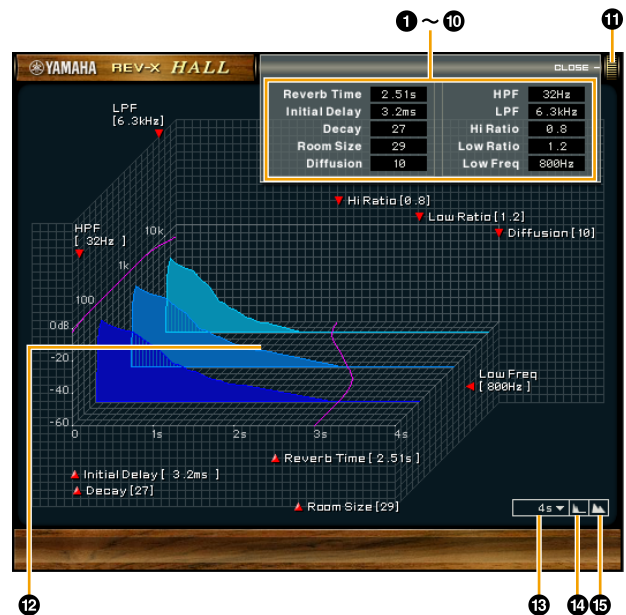 ❶～❿ ⓫
YAMAHA REV-X HALL CLOSE –
Reverb Time 2.51s HPF 32Hz
Initial Delay 3.2ms LPF 6.3kHz
Decay 27 Hi Ratio 0.8
Room Size 29 Low Ratio 1.2
Diffusion 10 Low Freq 800Hz
LPF
[6.3kHz]
Hi Ratio [0.8]
Low Ratio [1.2]
Diffusion [10]
HPF
[ 32Hz ]
10k
1k
100
0dB
-20
-40
-60
0 1s 2s 3s 4s
Low Freq
[ 800Hz ]
Reverb Time [ 2.51s ]
Initial Delay [ 3.2ms ]
Decay [27]
Room Size [29]
4s
⓬ ⓭ ⓮ ⓯